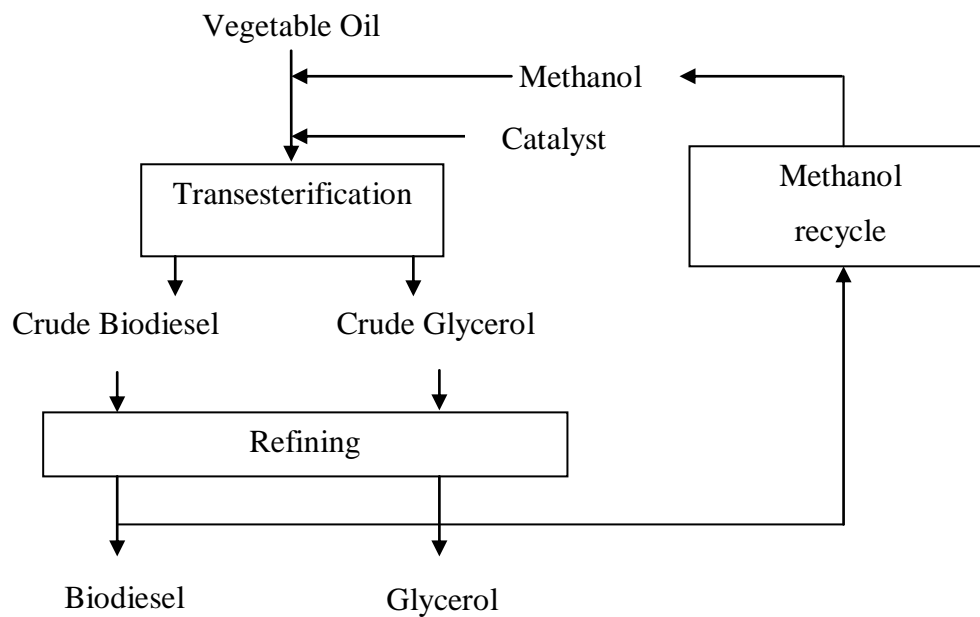 Vegetable Oil
Methanol
Catalyst
Transesterification
Methanol
recycle
Crude Biodiesel
Crude Glycerol
Refining
Biodiesel
Glycerol